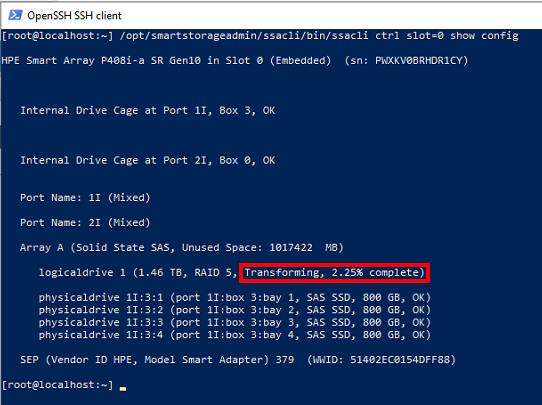 OpenSSH SSH client
[root@localhost:~] /opt/smartstorageadmin/ssacli/bin/ssacli ctrl slot=0 show config
HPE Smart Array P408i-a SR Gen10 in Slot 0 (Embedded)  (sn: PWXKV0BRHDR1CY)
Internal Drive Cage at Port 1I, Box 3, OK
Internal Drive Cage at Port 2I, Box 0, OK
Port Name: 1I (Mixed)
Port Name: 2I (Mixed)
Array A (Solid State SAS, Unused Space: 1017422  MB)
logicaldrive 1 (1.46 TB, RAID 5, Transforming, 2.25% complete)
physicaldrive 1I:3:1 (port 1I:box 3:bay 1, SAS SSD, 800 GB, OK)
physicaldrive 1I:3:2 (port 1I:box 3:bay 2, SAS SSD, 800 GB, OK)
physicaldrive 1I:3:3 (port 1I:box 3:bay 3, SAS SSD, 800 GB, OK)
physicaldrive 1I:3:4 (port 1I:box 3:bay 4, SAS SSD, 800 GB, OK)
SEP (Vendor ID HPE, Model Smart Adapter) 379  (WWID: 51402EC0154DFF88)
[root@localhost:~]